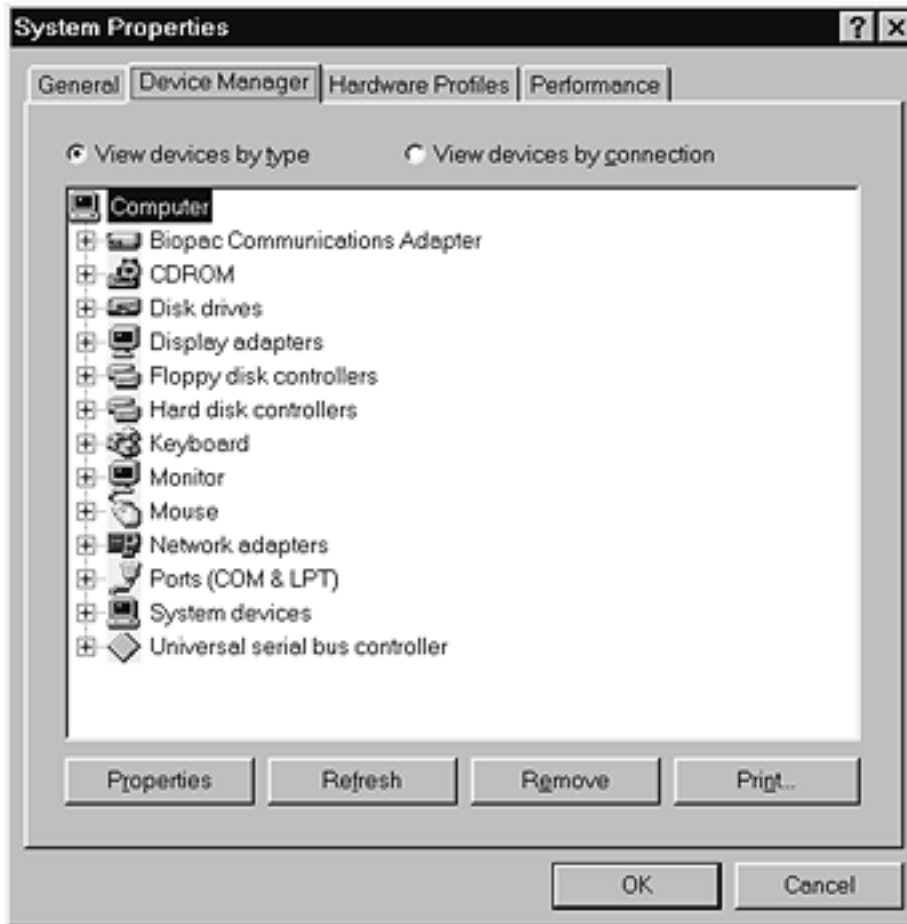 System Properties
General Device Manager Hardware Profiles Performance
View devices by type View devices by connection
Computer
Biopac Communications Adapter
CDROM
Disk drives
Display adapters
Floppy disk controllers
Hard disk controllers
Keyboard
Monitor
Mouse
Network adapters
Ports (COM & LPT)
System devices
Universal serial bus controller
Properties Refresh Remove Print...
OK Cancel